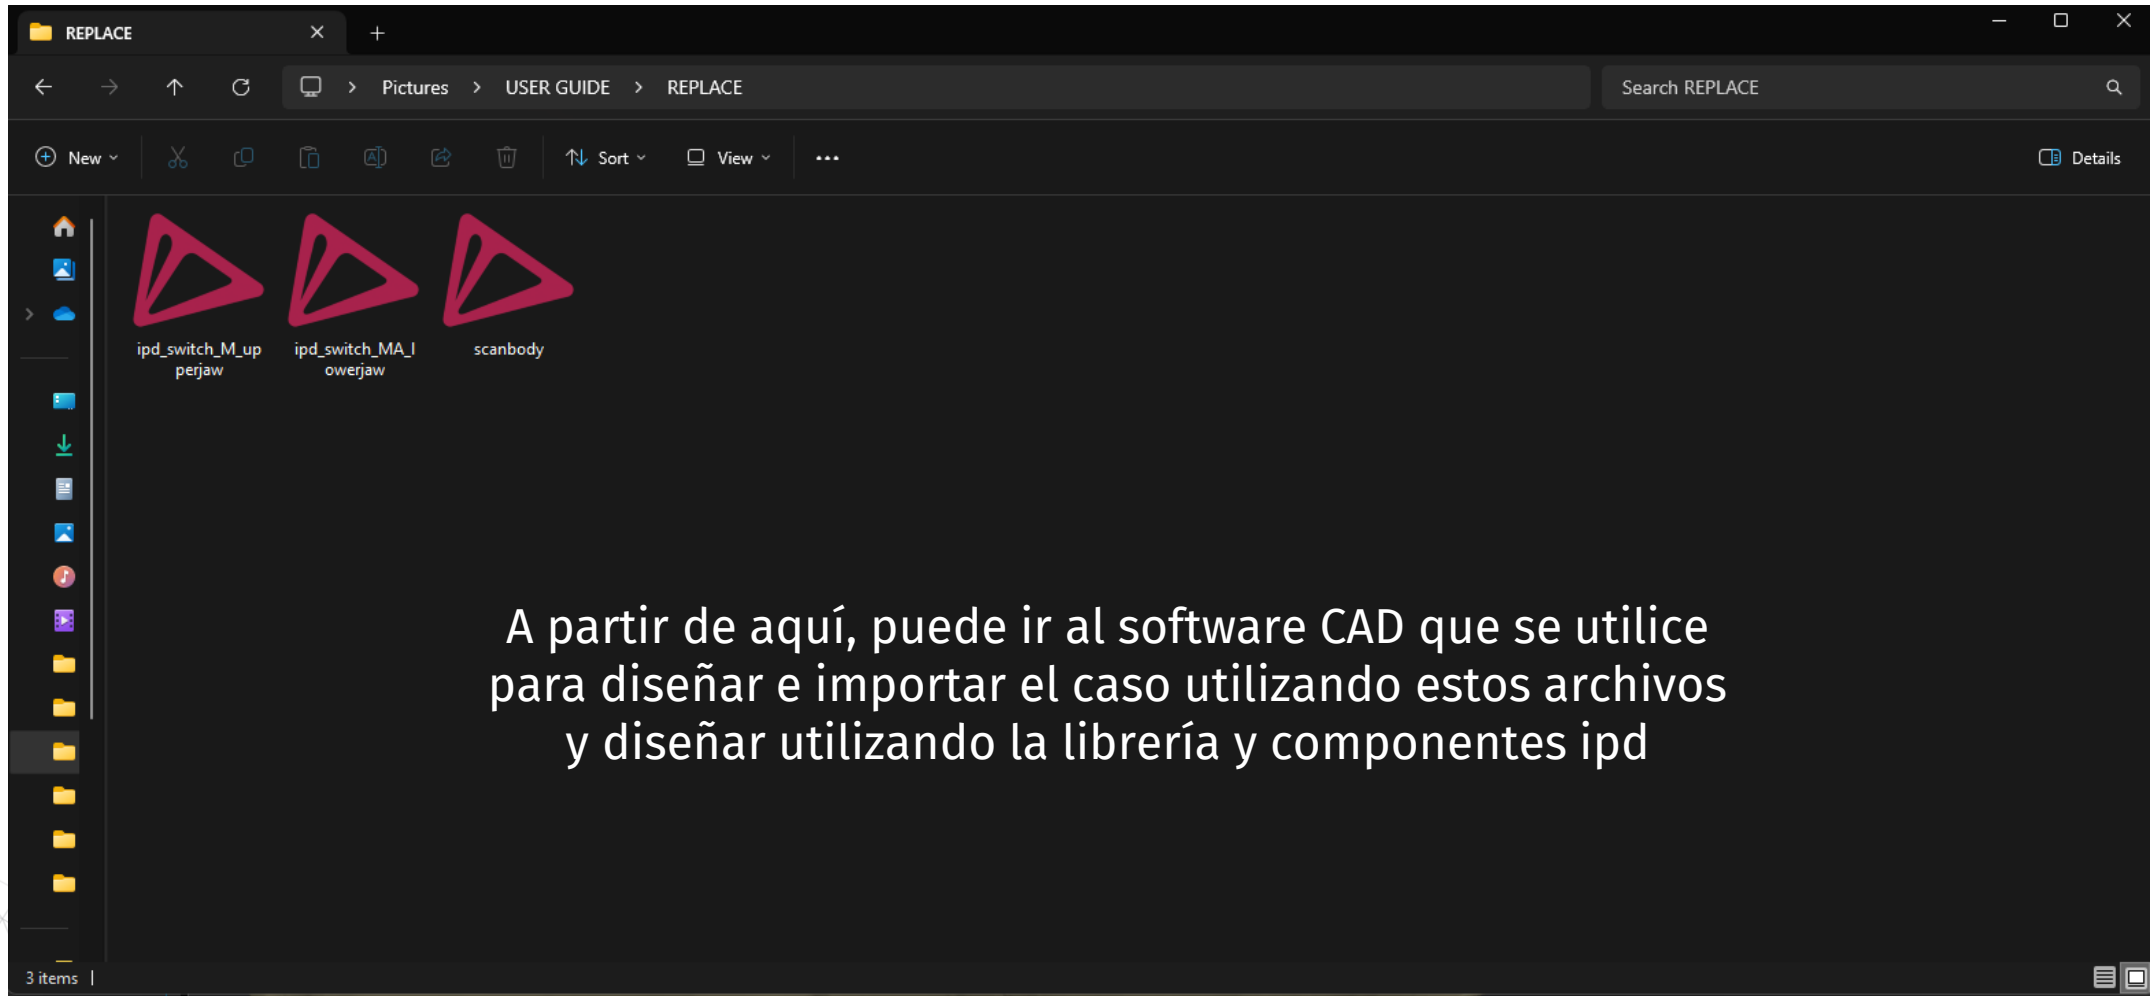 REPLACE
Pictures > USER GUIDE > REPLACE
Search REPLACE
New
Sort
View
Details
ipd_switch_M_up
perjaw
ipd_switch_MA_l
owerjaw
scanbody
A partir de aquí, puede ir al software CAD que se utilice
para diseñar e importar el caso utilizando estos archivos
y diseñar utilizando la librería y componentes ipd
3 items